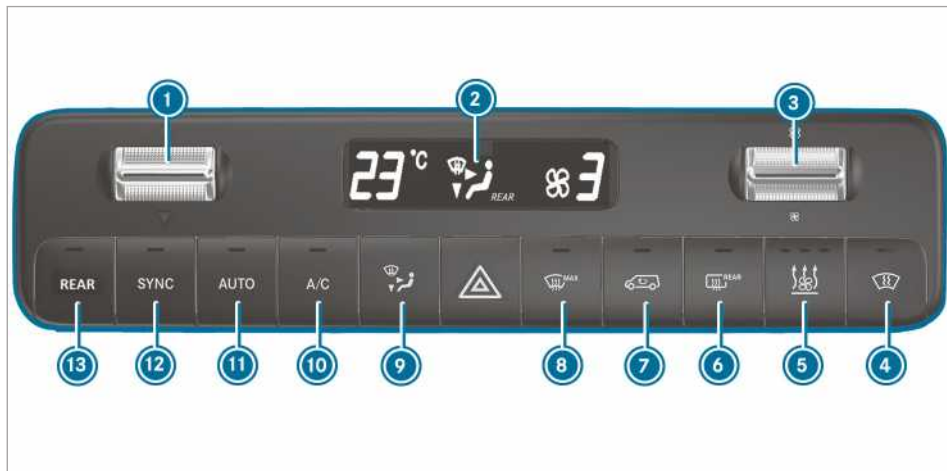 1 2 3
23 °C REAR 3
REAR SYNC AUTO A/C MAX REAR
13 12 11 10 9 8 7 6 5 4